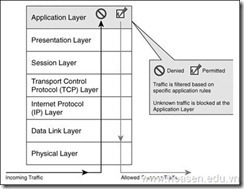 Application Layer
Presentation Layer
Session Layer
Transport Control
Protocol (TCP) Layer
Internet Protocol
(IP) Layer
Data Link Layer
Physical Layer
Denied
Permitted
Traffic is filtered based on
specific application rules
Unknown traffic is blocked at the
Application Layer
Incoming Traffic
Allowed